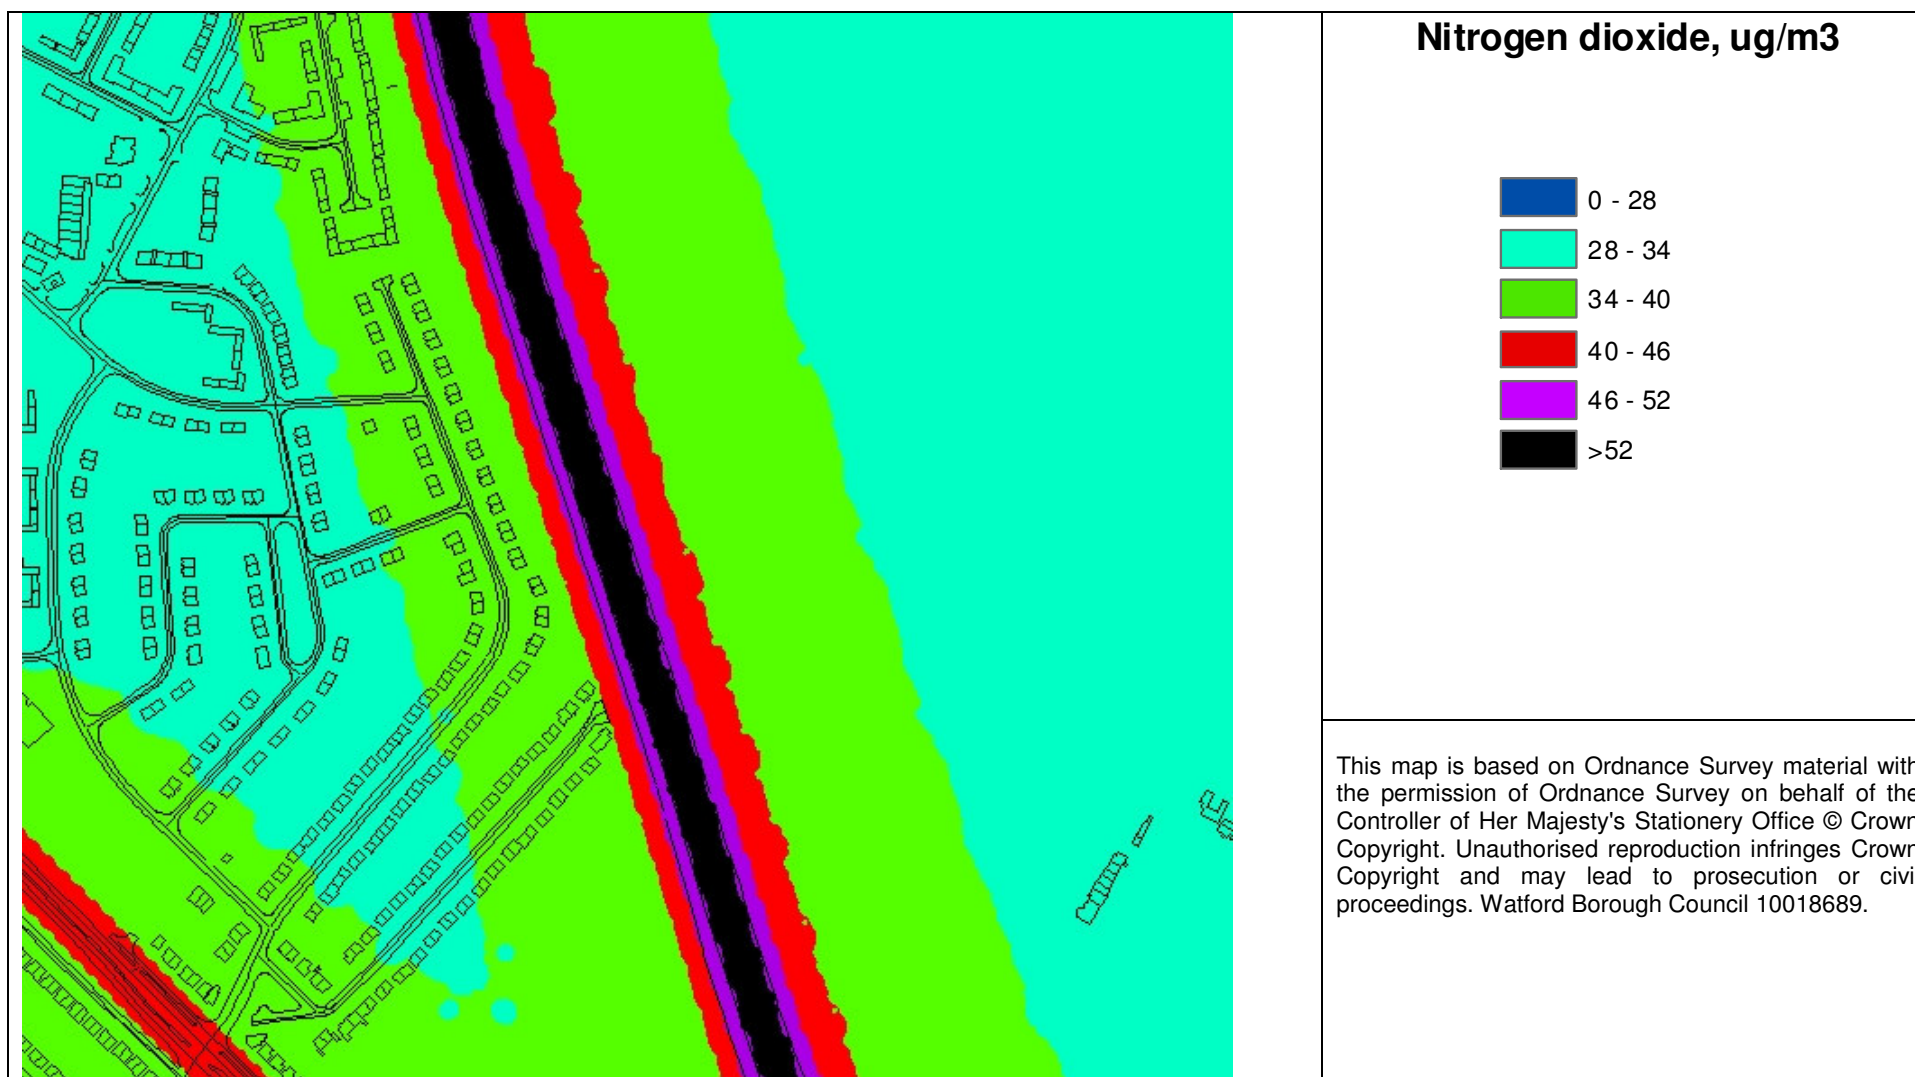 Nitrogen dioxide, ug/m3
0 - 28
28 - 34
34 - 40
40 - 46
46 - 52
>52
This map is based on Ordnance Survey material with
the permission of Ordnance Survey on behalf of the
Controller of Her Majesty's Stationery Office © Crown
Copyright. Unauthorised reproduction infringes Crown
Copyright and may lead to prosecution or civi
proceedings. Watford Borough Council 10018689.